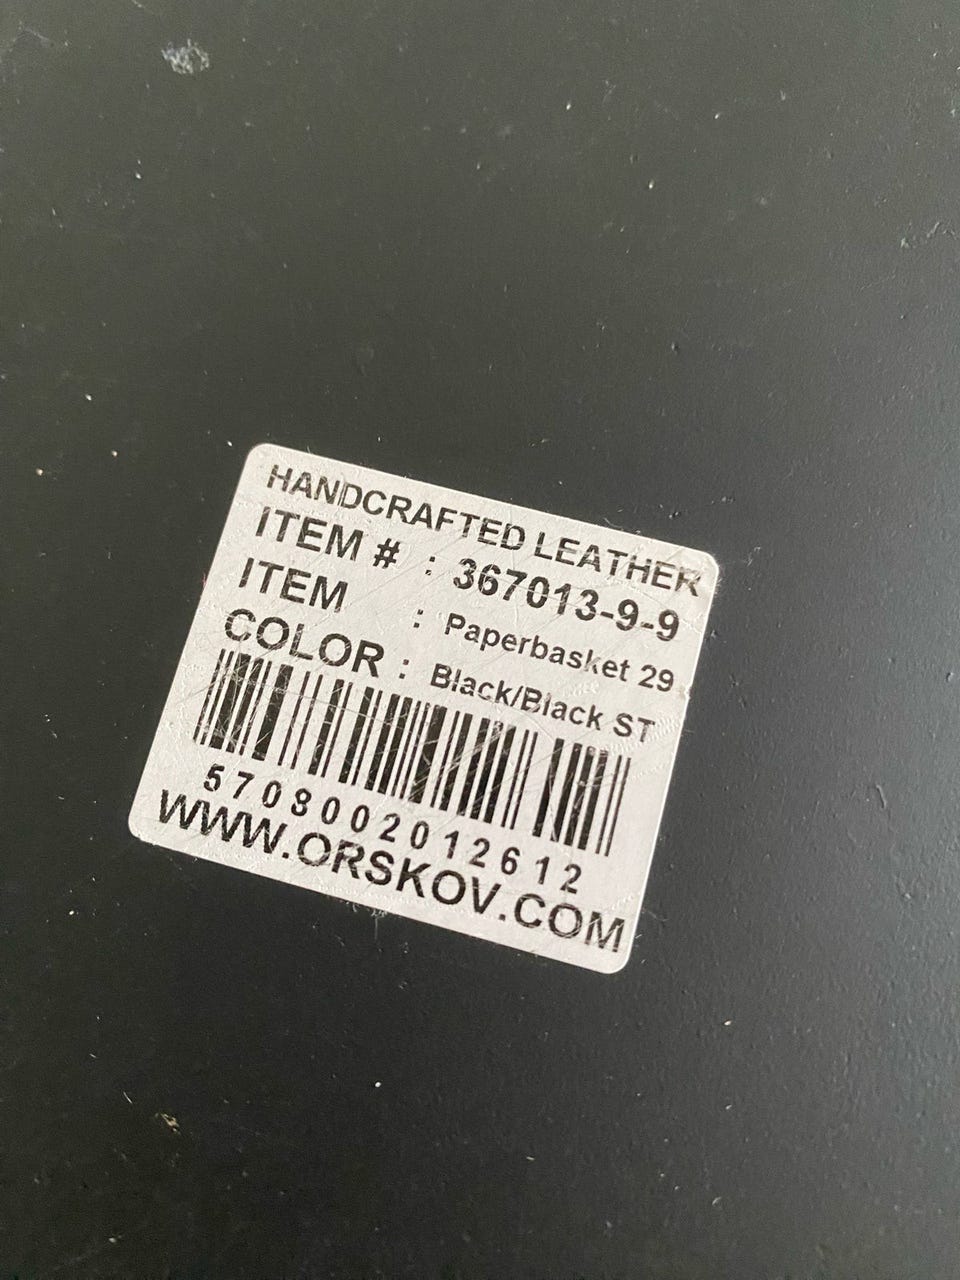 HANDCRAFTED LEATHER
ITEM # : 367013-9-9
ITEM : Paperbasket 29
COLOR : Black/Black ST
5708002012612
WWW.ORSKOV.COM